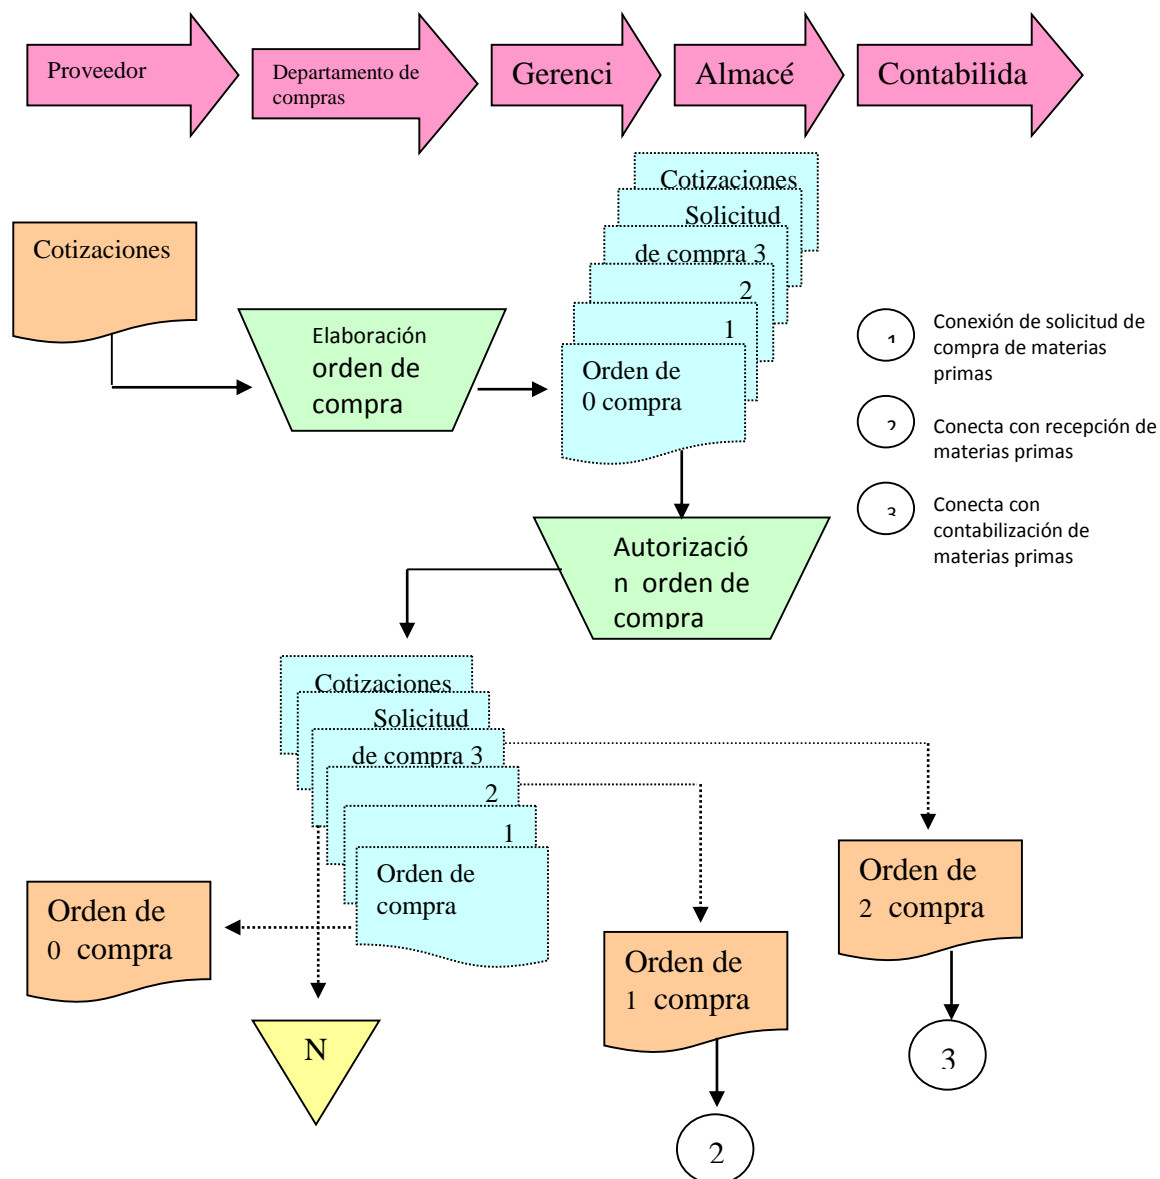 Proveedor
Departamento de
compras
Gerenci
Almacé
Contabilida
Cotizaciones
Solicitud
de compra 3
2
1
Orden de
0 compra
Cotizaciones
Elaboración
orden de
compra
1
Conexión de solicitud de
compra de materias
primas
2
Conecta con recepción de
materias primas
3
Conecta con
contabilización de
materias primas
Autorizació
n orden de
compra
Cotizaciones
Solicitud
de compra 3
2
1
Orden de
compra
Orden de
0 compra
Orden de
1 compra
Orden de
2 compra
N
3
2